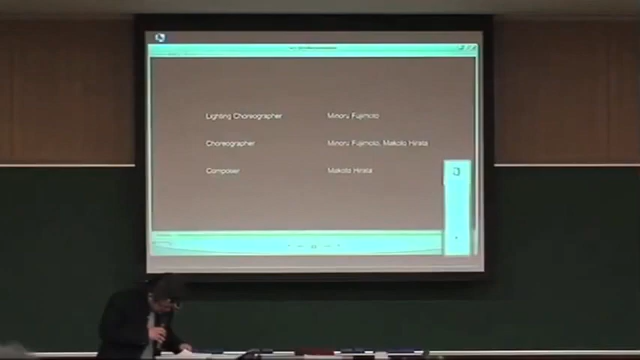 Lighting Choreographer Minoru Fujimoto
Choreographer Minoru Fujimoto, Makoto Hirata
Composer Makoto Hirata